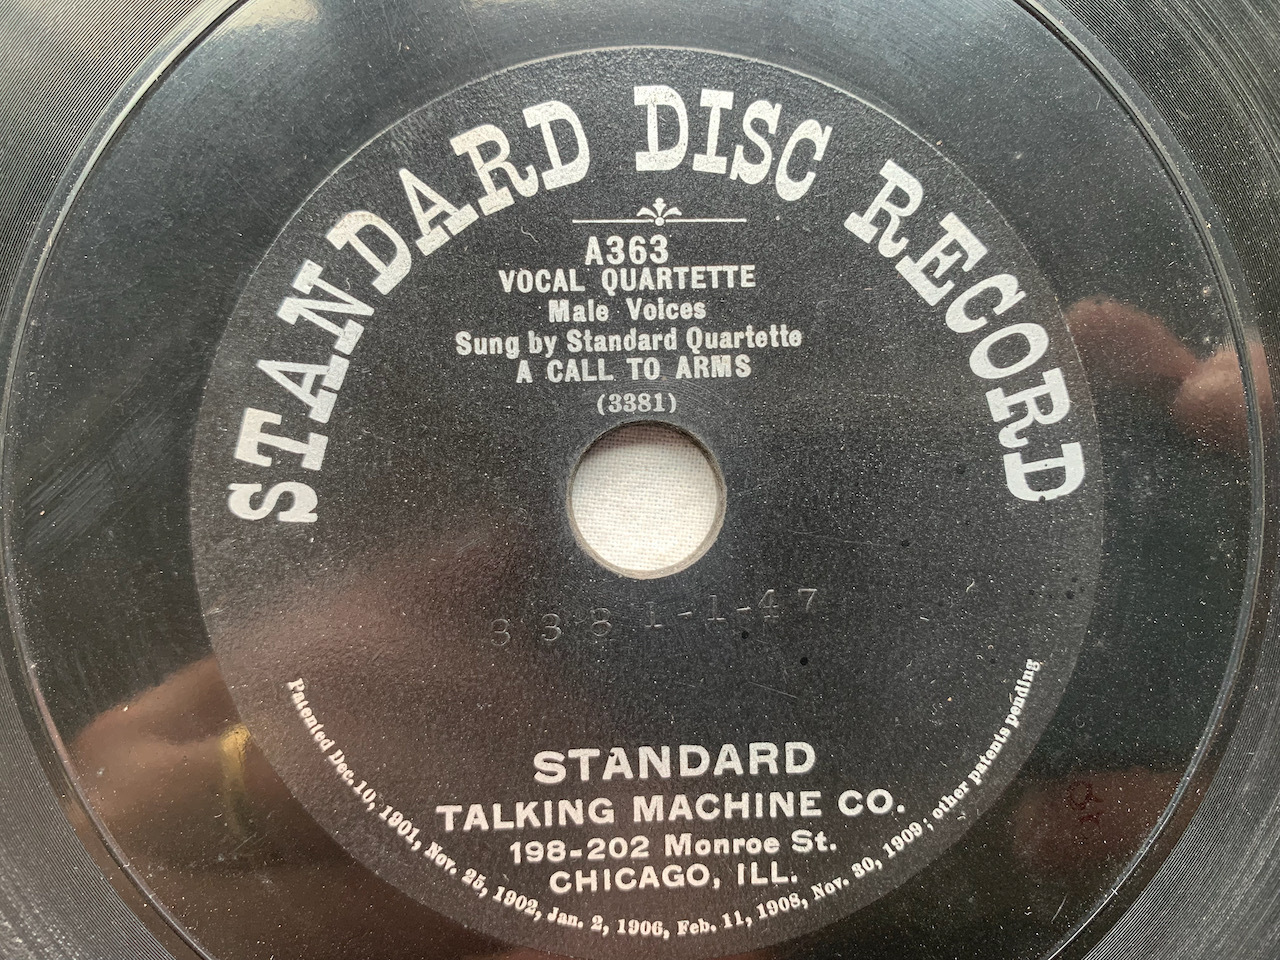 STANDARD DISC RECORD
A363
VOCAL QUARTETTE
Male Voices
Sung by Standard Quartette
A CALL TO ARMS
(3381)
3381-1-47
STANDARD
TALKING MACHINE CO.
198-202 Monroe St.
CHICAGO, ILL.
Patented Dec. 10, 1901, Nov. 25, 1902, Jan. 2, 1906, Feb. 11, 1908, Nov. 30, 1909; other patents pending